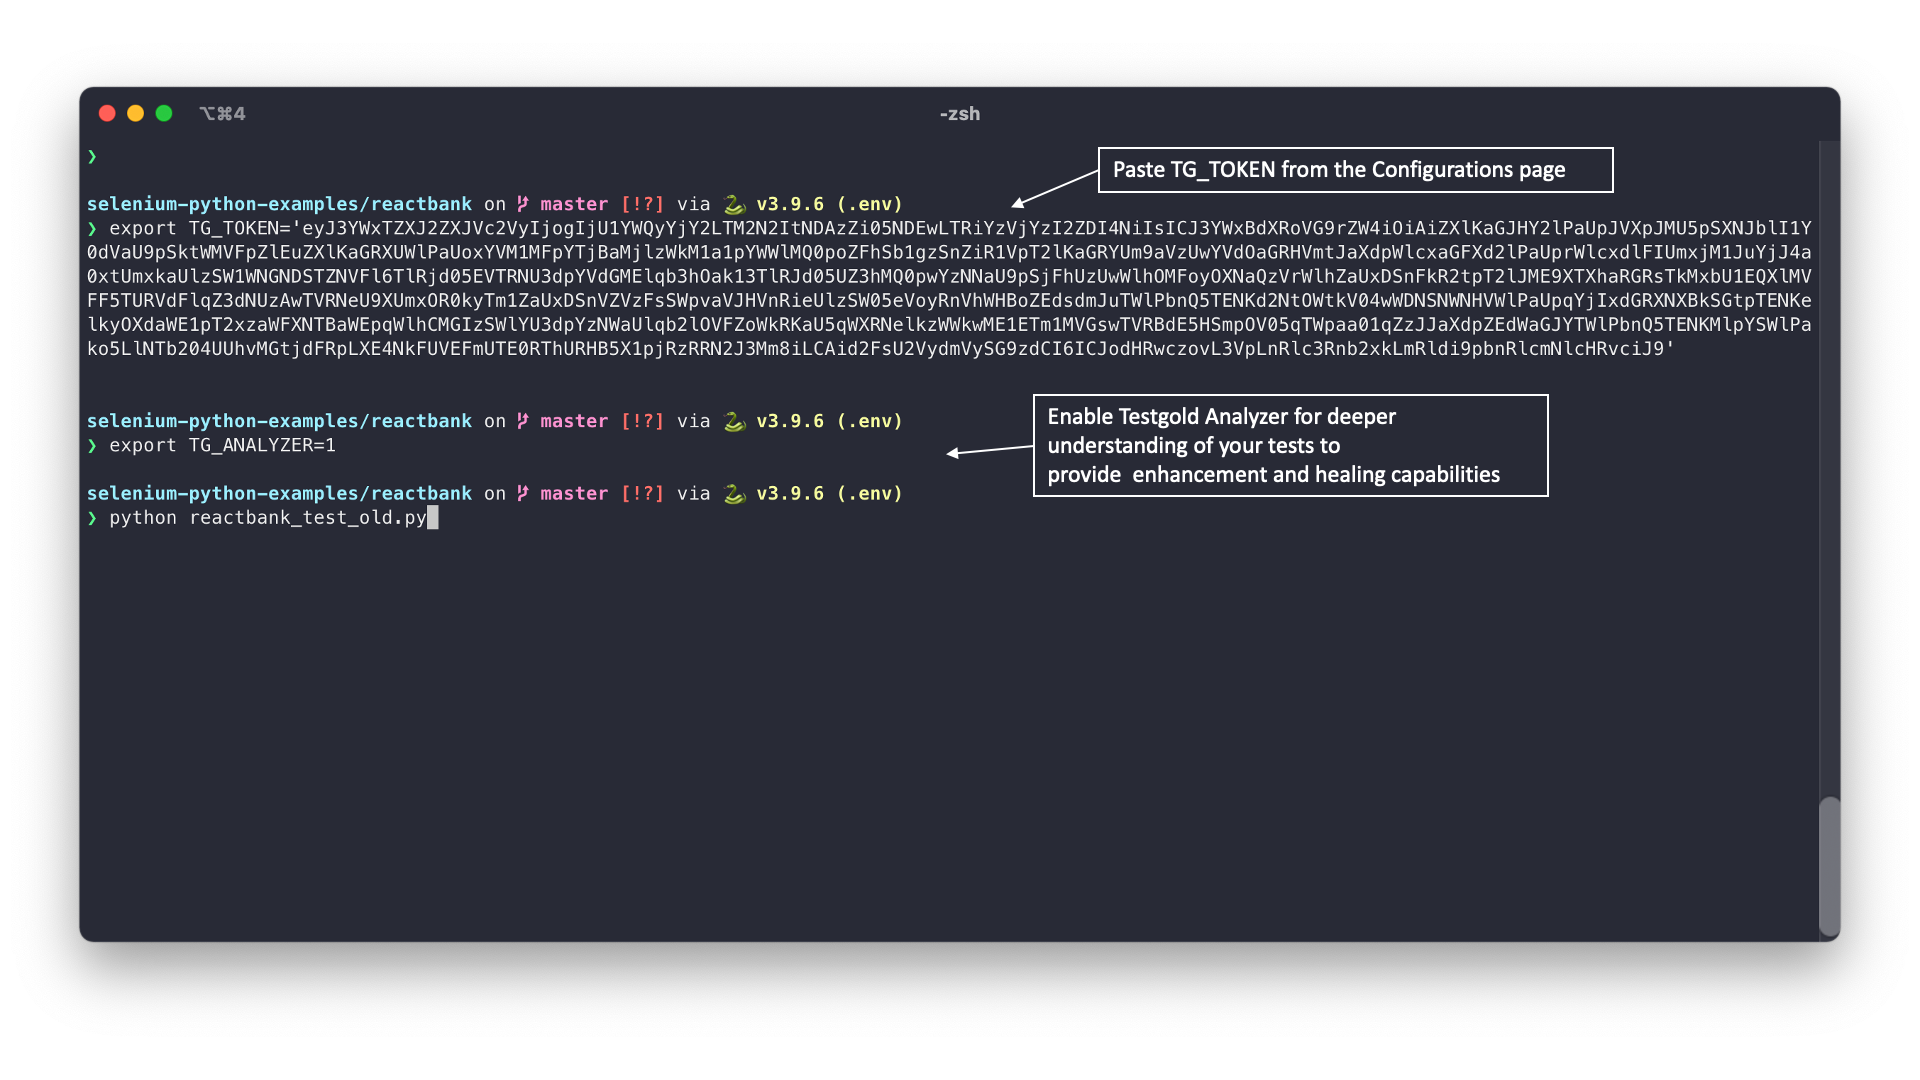 ⌥⌘4
-zsh
❯
Paste TG_TOKEN from the Configurations page
selenium-python-examples/reactbank on master [!?] via v3.9.6 (.env)
❯ export TG_TOKEN='eyJ3YWxTZXJ2ZXJVc2VyIjogIjU1YWQyYjY2LTM2N2ItNDAzZi05NDEwLTRiYzVjYzI2ZDI4NiIsICJ3YWxBdXRoVG9rZW4iOiAiZXlKaGJHY2lPaUpJVXpJMU5pSXNJblI1Y
0dVaU9pSktWMVFpZlEuZXlKaGRXUWlPaUoxYVM1MFpYTjBaMjlzWkM1a1pYWWlMQ0poZFhSb1gzSnZiR1VpT2lKaGRYUm9aVzUwYVdOaGRHVmtJaXdpWlcxaGFXd2lPaUprWlcxdlFIUmxjM1JuYjJ4a
0xtUmxkaUlzSW1WNGNDSTZNVFl6TlRjd05EVTRNU3dpYVdGMElqb3hOak13TlRJd05UZ3hMQ0pwYzNNaU9pSjFhUzUwWlhOMFoyOXNaQzVrWlhZaUxDSnFkR2tpT2lJME9XTXhaRGRsTkMxbU1EQXlMV
FF5TURVdFlqZ3dNUzAwTVRNeU9XUmxOR0kyTm1ZaUxDSnVZVzFsSWpvaVJHVnRieUlzSW05eVoyRnVhWHBoZEdsdmJuTWlPbnQ5TENKd2NtOWtkV04wWDNSNWNHVWlPaUpqYjIxdGRXNXBkSGtpTENKe
lkyOXdaWE1pT2xzaWFXNTBaWEpqWlhCMGIzSWlYU3dpYzNWaUlqb2lOVFZoWkRKaU5qWXRNelkzWWkwME1ETm1MVGswTVRBdE5HSmpOV05qTWpaa01qZzJJaXdpZEdWaGJYTWlPbnQ5TENKMlpYSWlPa
ko5LlNTb204UUhvMGtjdFRpLXE4NkFUVEFmUTE0RThURHB5X1pjRzRRN2J3Mm8iLCAid2FsU2VydmVySG9zdCI6ICJodHRwczovL3VpLnRlc3Rnb2xkLmRldi9pbnRlcmNlcHRvciJ9'
selenium-python-examples/reactbank on master [!?] via v3.9.6 (.env)
❯ export TG_ANALYZER=1
Enable Testgold Analyzer for deeper
understanding of your tests to
provide  enhancement and healing capabilities
selenium-python-examples/reactbank on master [!?] via v3.9.6 (.env)
❯ python reactbank_test_old.py